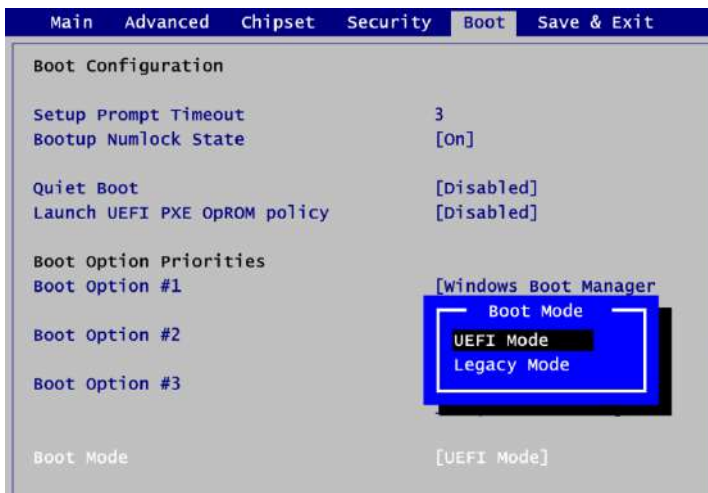 Main Advanced Chipset Security Boot Save & Exit
Boot Configuration
Setup Prompt Timeout 3
Bootup Numlock State [On]
Quiet Boot [Disabled]
Launch UEFI PXE OpROM policy [Disabled]
Boot Option Priorities
Boot Option #1 [Windows Boot Manager
Boot Mode
Boot Option #2
UEFI Mode
Legacy Mode
Boot Option #3
Boot Mode [UEFI Mode]